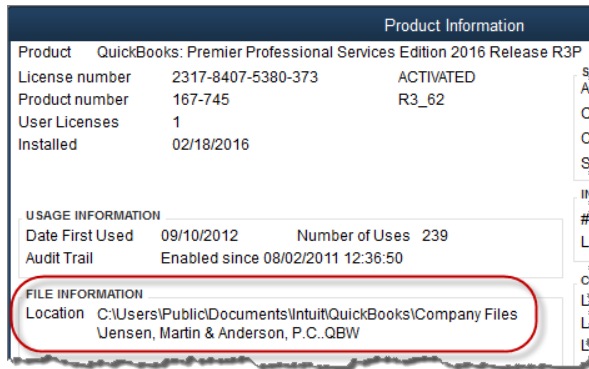 Product Information
Product QuickBooks: Premier Professional Services Edition 2016 Release R3P
License number 2317-8407-5380-373 ACTIVATED
Product number 167-745 R3_62
User Licenses 1
Installed 02/18/2016
USAGE INFORMATION
Date First Used 09/10/2012 Number of Uses 239
Audit Trail Enabled since 08/02/2011 12:36:50
FILE INFORMATION
Location C:\Users\Public\Documents\Intuit\QuickBooks\Company Files
\Jensen, Martin & Anderson, P.C..QBW